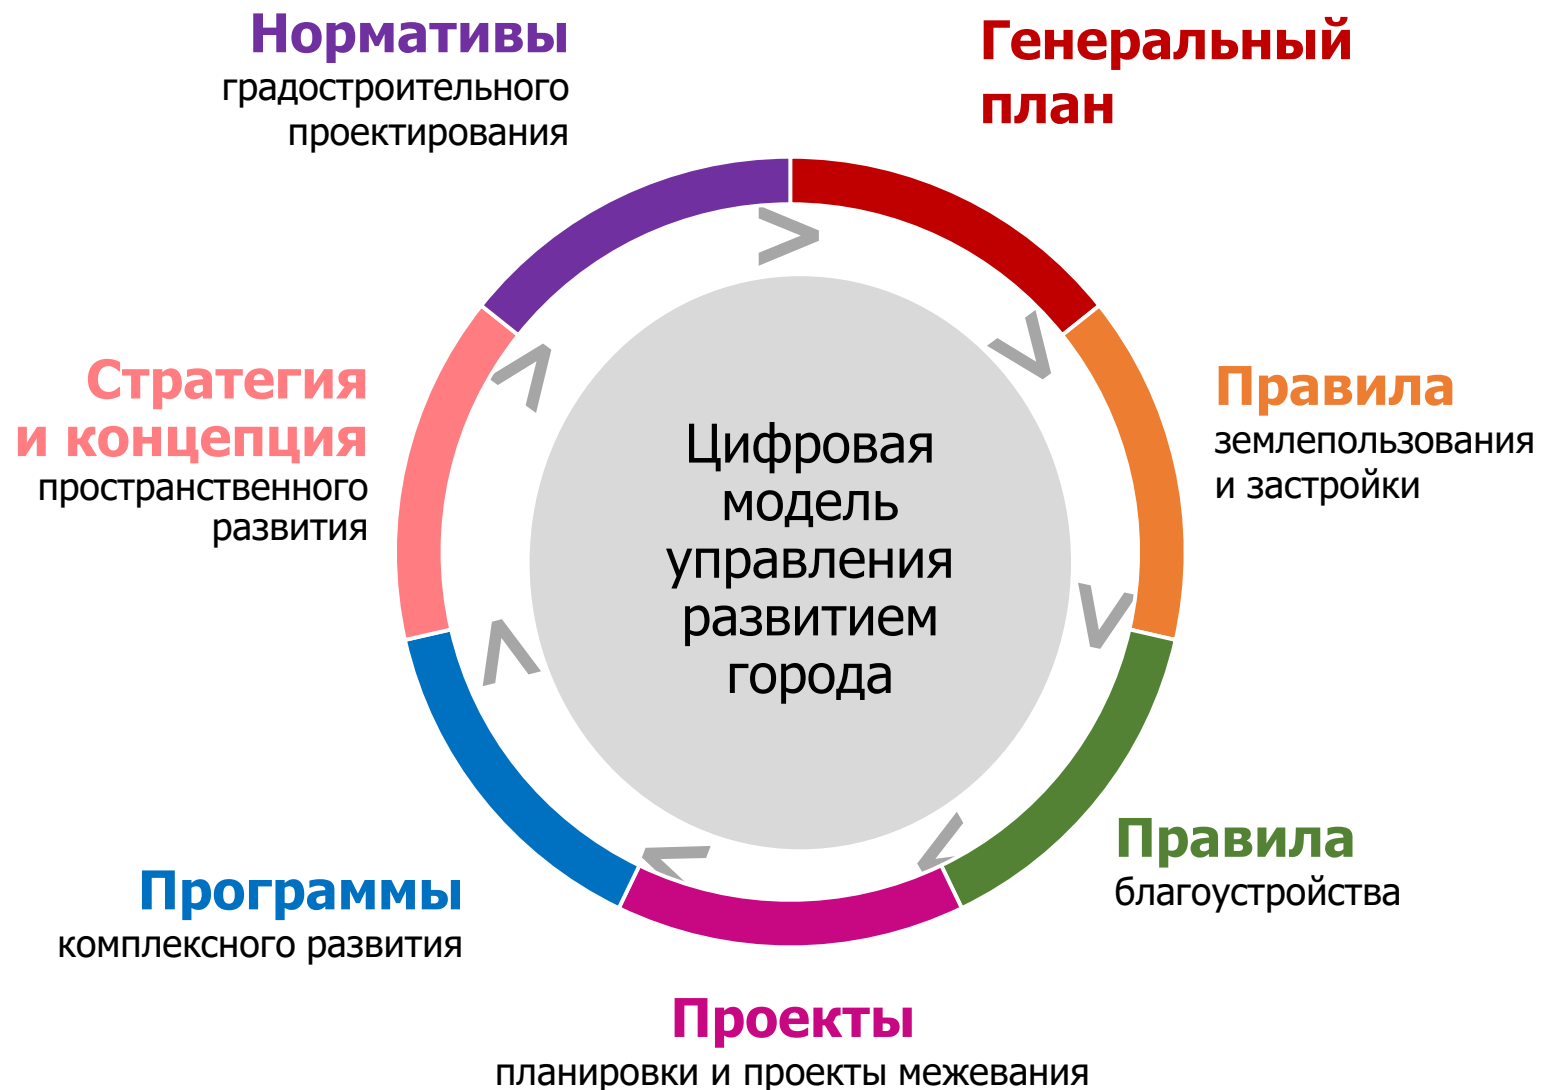 Нормативы
градостроительного
проектирования
Генеральный
план
Правила
землепользования
и застройки
Правила
благоустройства
Проекты
планировки и проекты межевания
Программы
комплексного развития
Стратегия
и концепция
пространственного
развития
Цифровая
модель
управления
развитием
города